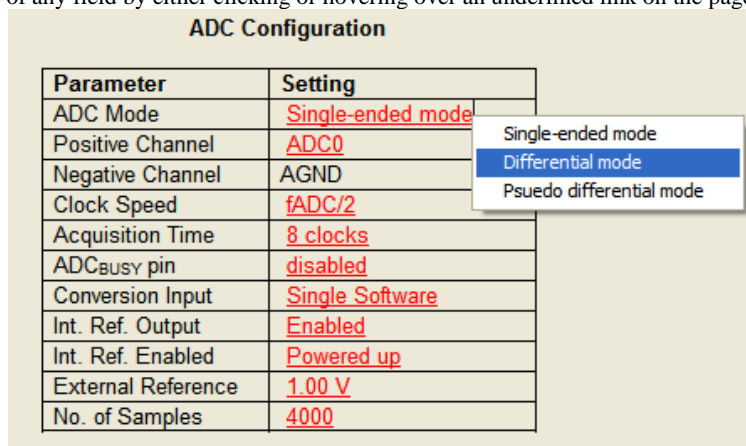 of any field by either clicking or hovering over an underlined link on the page
ADC Configuration
Parameter Setting
ADC Mode Single-ended mode
Positive Channel ADC0
Negative Channel AGND
Clock Speed fADC/2
Acquisition Time 8 clocks
ADCBUSY pin disabled
Conversion Input Single Software
Int. Ref. Output Enabled
Int. Ref. Enabled Powered up
External Reference 1.00 V
No. of Samples 4000
Single-ended mode
Differential mode
Psuedo differential mode